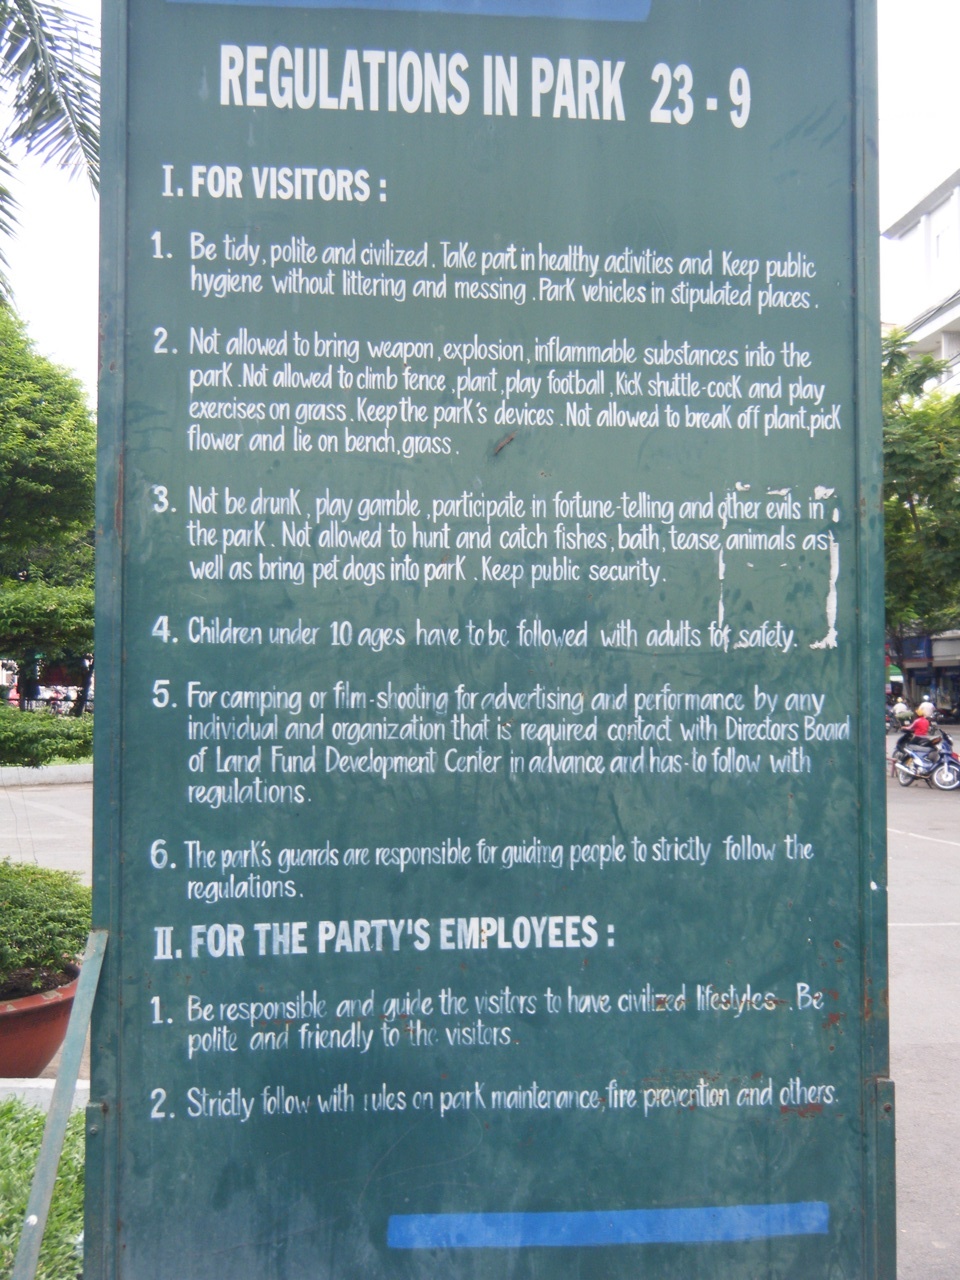 REGULATIONS IN PARK 23 - 9
I. FOR VISITORS :
1. Be tidy, polite and civilized. Take part in healthy activities and Keep public
hygiene without littering and messing. Park vehicles in stipulated places.
2. Not allowed to bring weapon, explosion, inflammable substances into the
park. Not allowed to climb fence, plant, play football, Kick shuttle-cock and play
exercises on grass. Keep the park's devices. Not allowed to break off plant, pick
flower and lie on bench, grass.
3. Not be drunk, play gamble, participate in fortune-telling and other evils in
the park. Not allowed to hunt and catch fishes, bath, tease animals as
well as bring pet dogs into park. Keep public security.
4. Children under 10 ages have to be followed with adults for safety.
5. For camping or film-shooting for advertising and performance by any
individual and organization that is required contact with Directors Board
of Land Fund Development Center in advance and has-to follow with
regulations.
6. The park's guards are responsible for guiding people to strictly follow the
regulations.
II. FOR THE PARTY'S EMPLOYEES :
1. Be responsible and guide the visitors to have civilized lifestyles. Be
polite and friendly to the visitors.
2. Strictly follow with rules on park maintenance, fire prevention and others.